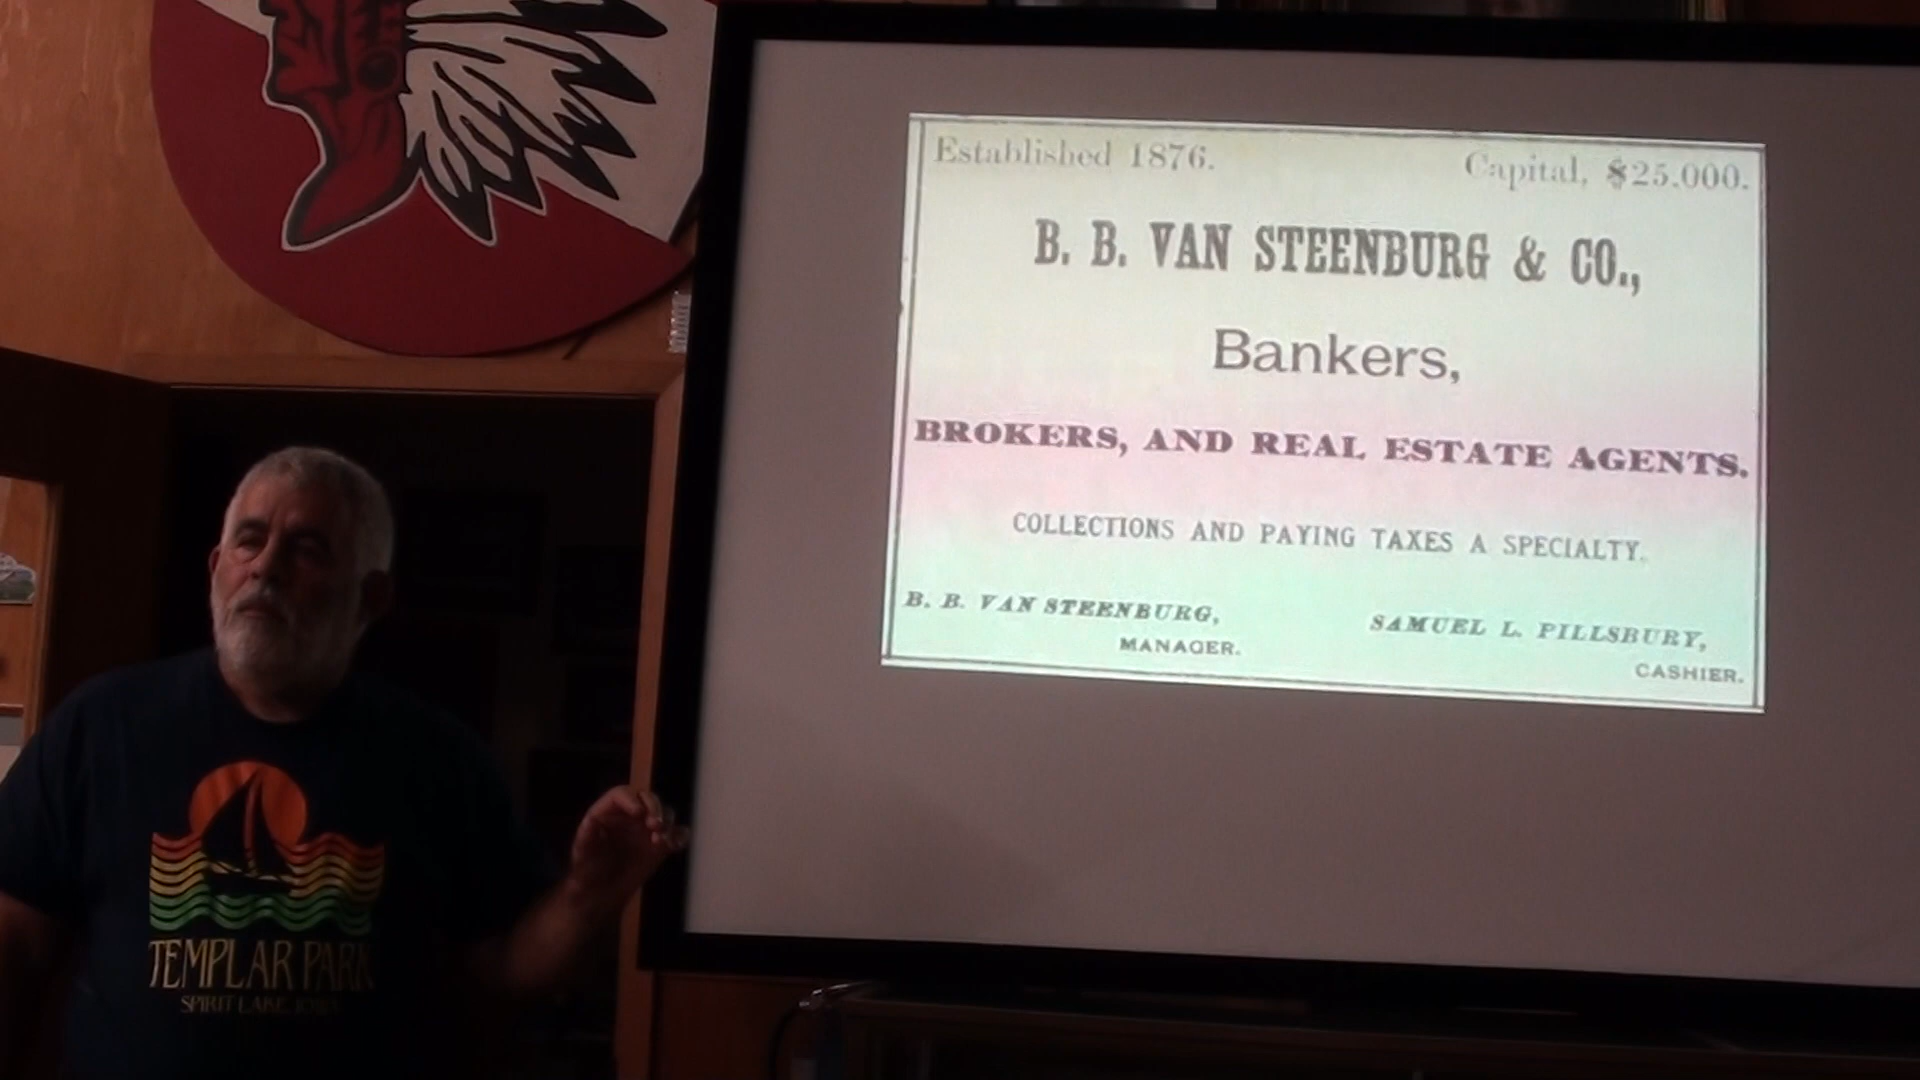 Established 1876. Capital, $25.000.
B. B. VAN STEENBURG & CO.,
Bankers,
BROKERS, AND REAL ESTATE AGENTS.
COLLECTIONS AND PAYING TAXES A SPECIALTY.
B. B. VAN STEENBURG, SAMUEL L. PILLSBURY,
MANAGER. CASHIER.
TEMPLAR PARK
SPIRIT LAKE, IOWA